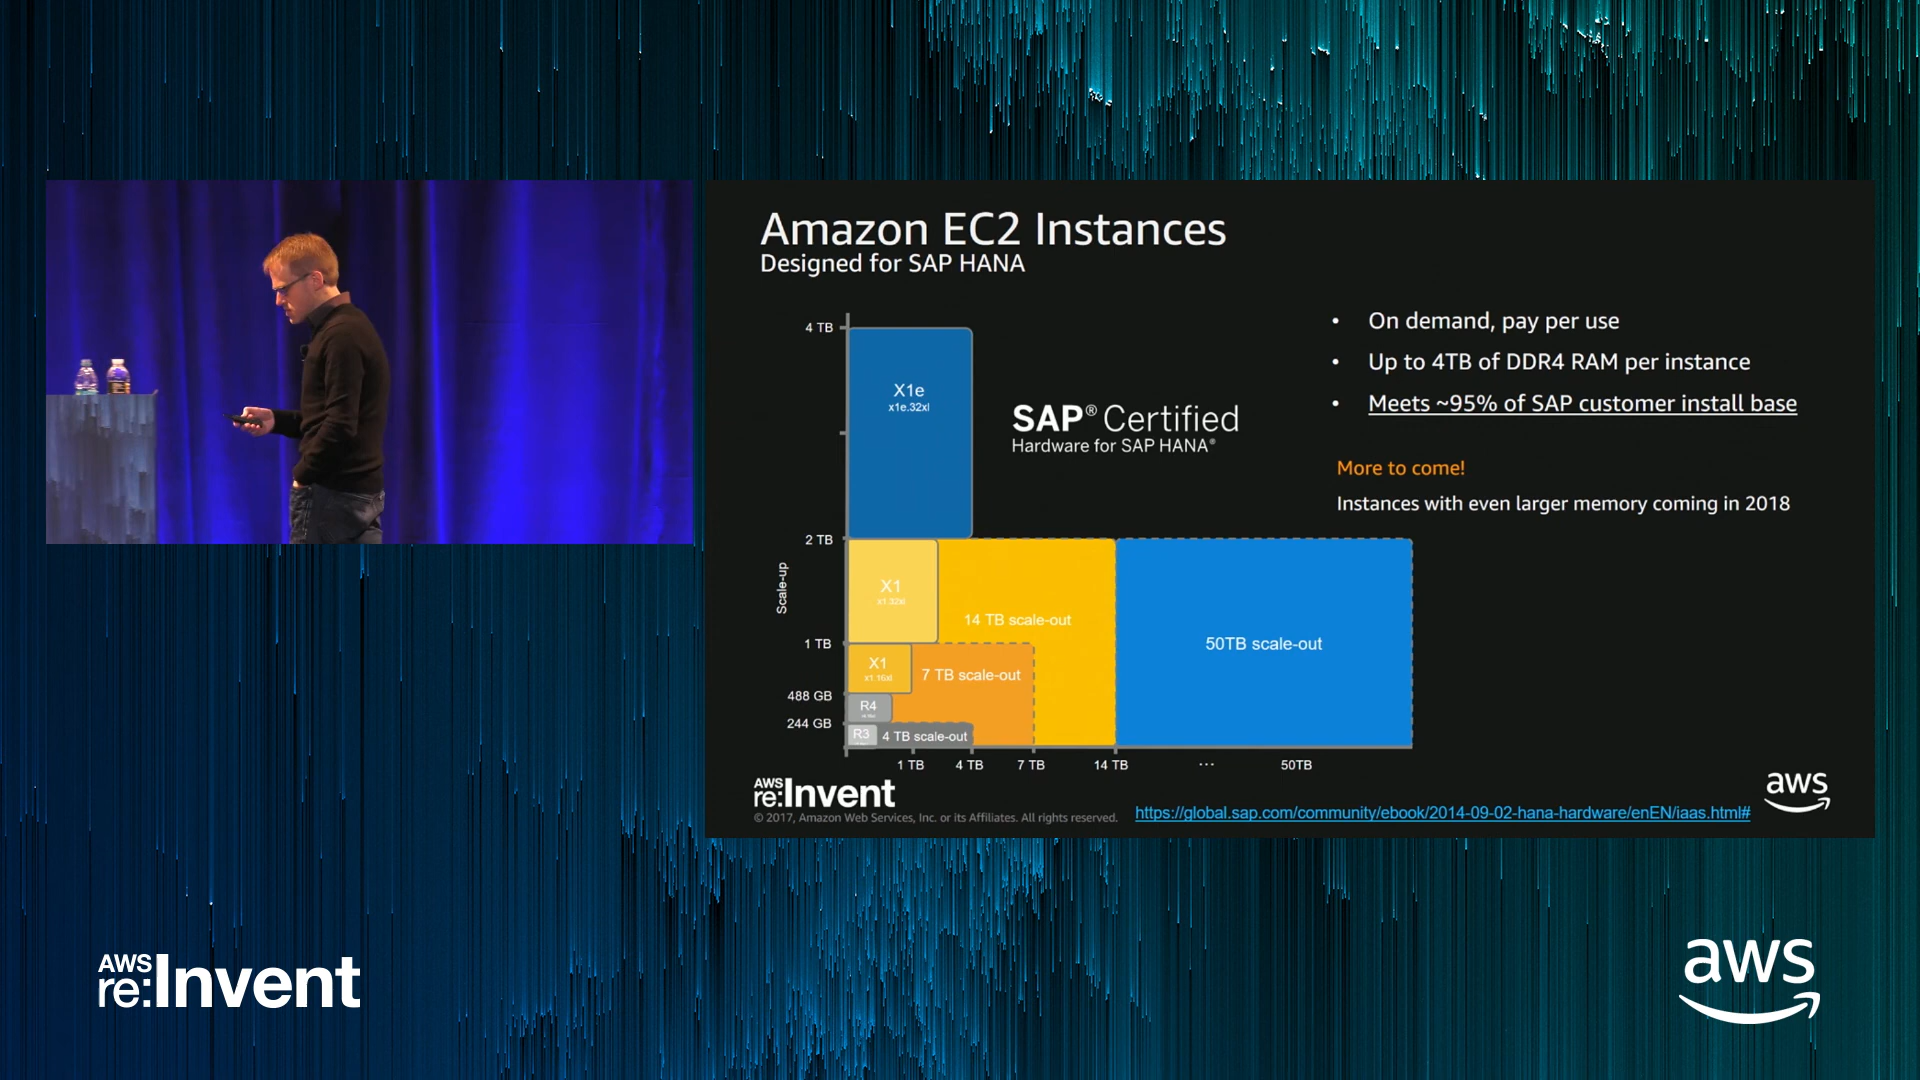 Amazon EC2 Instances
Designed for SAP HANA
4 TB
X1e
x1e.32xl
SAP® Certified
Hardware for SAP HANA®
• On demand, pay per use
• Up to 4TB of DDR4 RAM per instance
• Meets ~95% of SAP customer install base
More to come!
Instances with even larger memory coming in 2018
2 TB
Scale-up
X1
x1.32xl
14 TB scale-out
50TB scale-out
1 TB
X1
x1.16xl
7 TB scale-out
488 GB
R4
244 GB
R3
4 TB scale-out
1 TB 4 TB 7 TB 14 TB ... 50TB
AWS
re:Invent
aws
© 2017, Amazon Web Services, Inc. or its Affiliates. All rights reserved.
https://global.sap.com/community/ebook/2014-09-02-hana-hardware/enEN/iaas.html#
AWS
re:Invent
aws